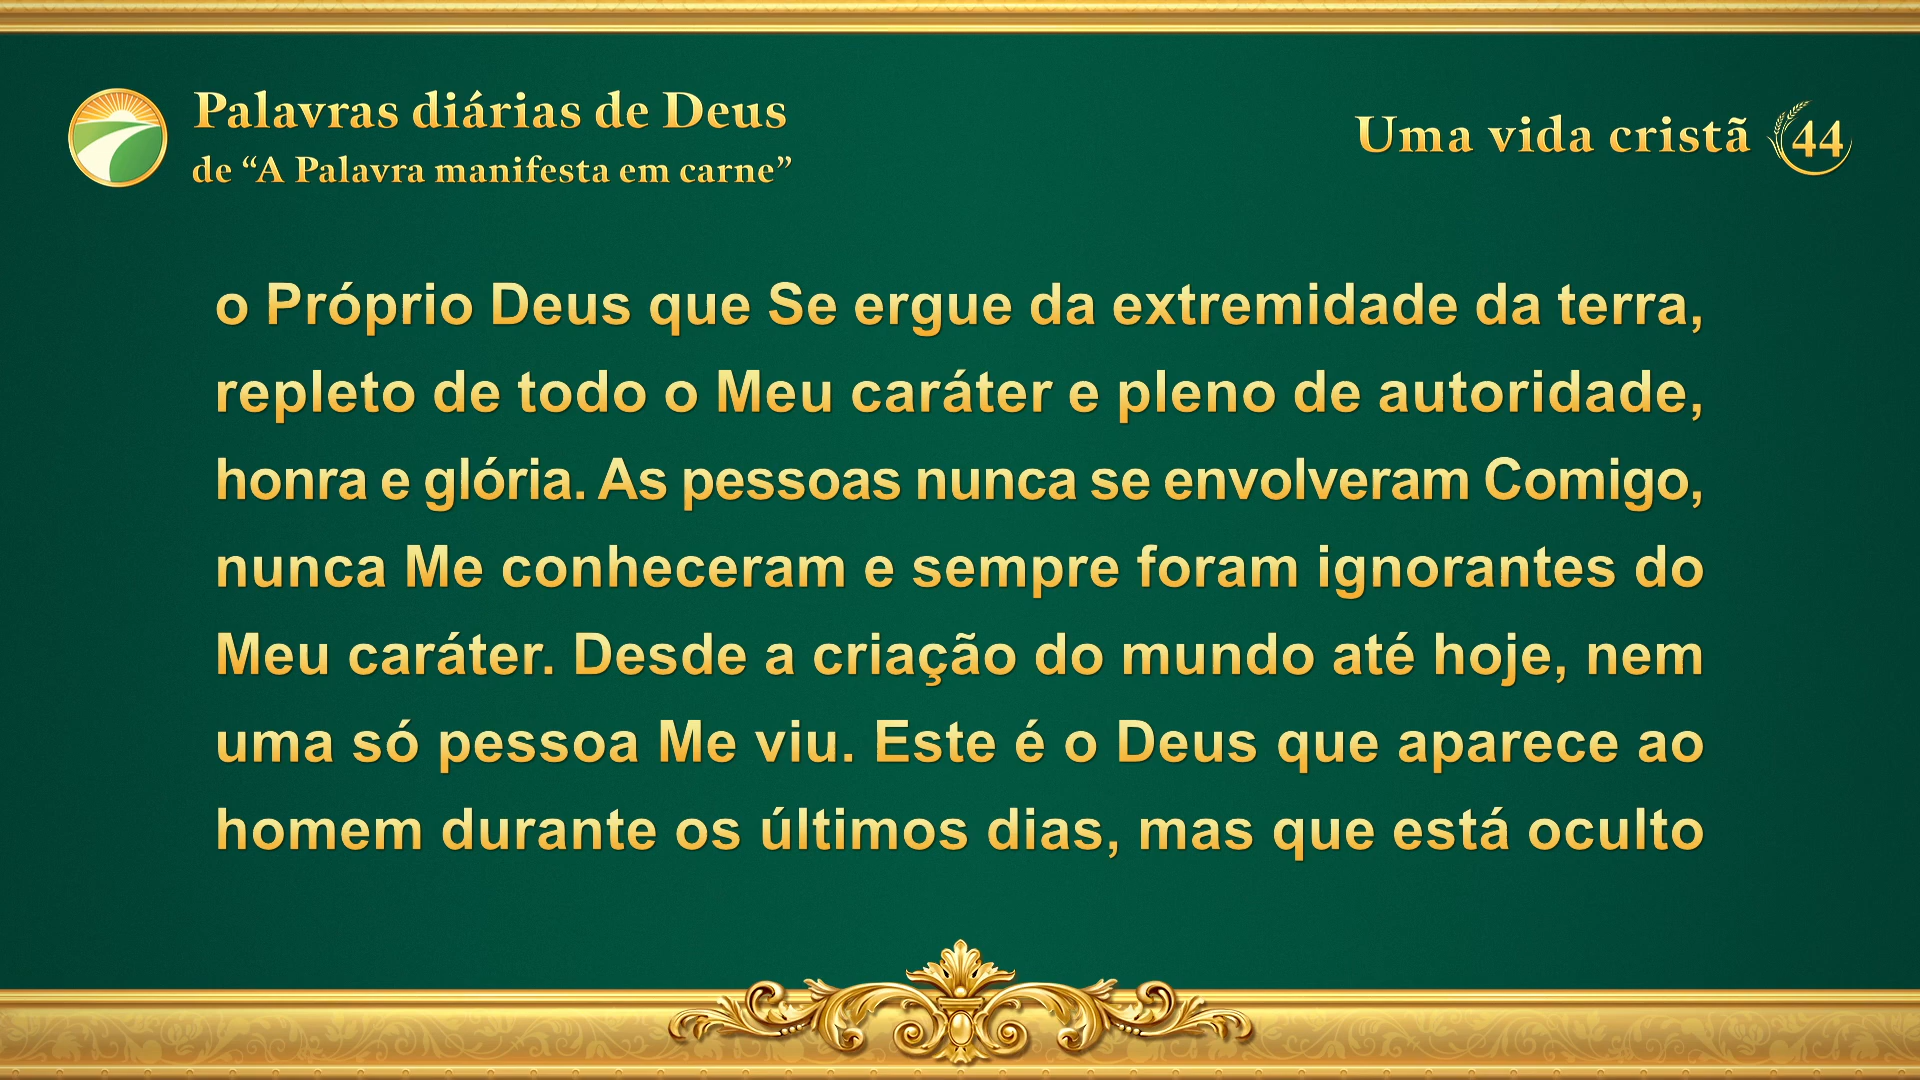 Palavras diárias de Deus
de “A Palavra manifesta em carne”
Uma vida cristã 44
o Próprio Deus que Se ergue da extremidade da terra,
repleto de todo o Meu caráter e pleno de autoridade,
honra e glória. As pessoas nunca se envolveram Comigo,
nunca Me conheceram e sempre foram ignorantes do
Meu caráter. Desde a criação do mundo até hoje, nem
uma só pessoa Me viu. Este é o Deus que aparece ao
homem durante os últimos dias, mas que está oculto